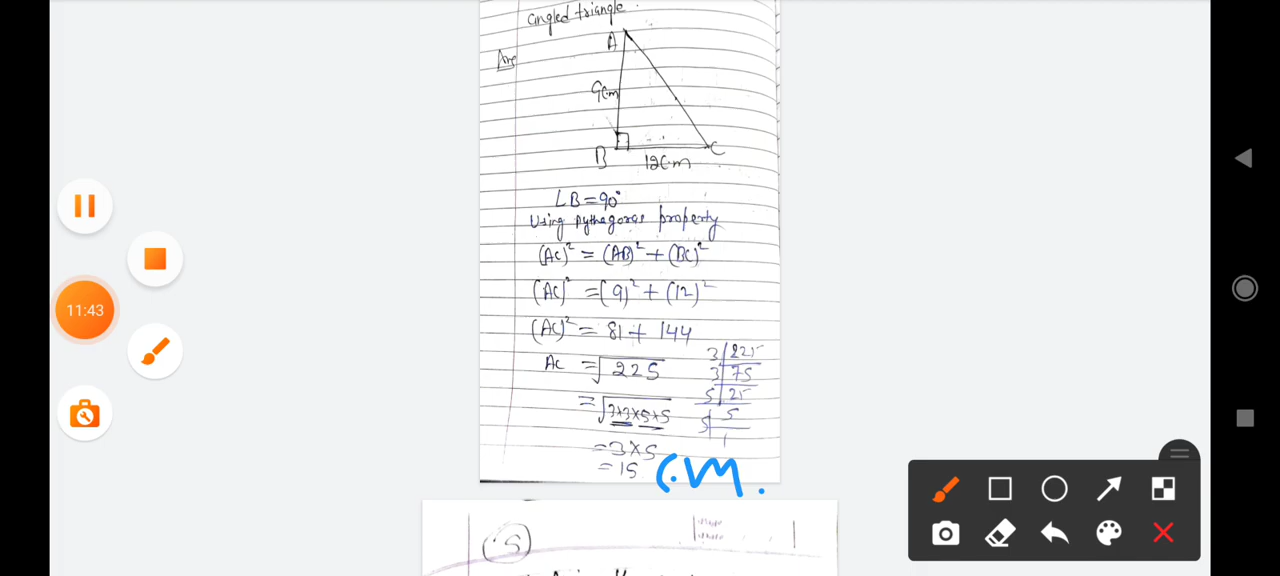 angled triangle.
Ans
A
9cm
B
12cm
C
∠B=90°
Using Pythagoras property
(AC)² = (AB)² + (BC)²
(AC)² = (9)² + (12)²
(AC)² = 81 + 144
AC = √225
= √3×3×5×5
= 3×5
= 15 c.m.
3 | 225
3 | 75
5 | 25
5 | 5
1
5
11:43